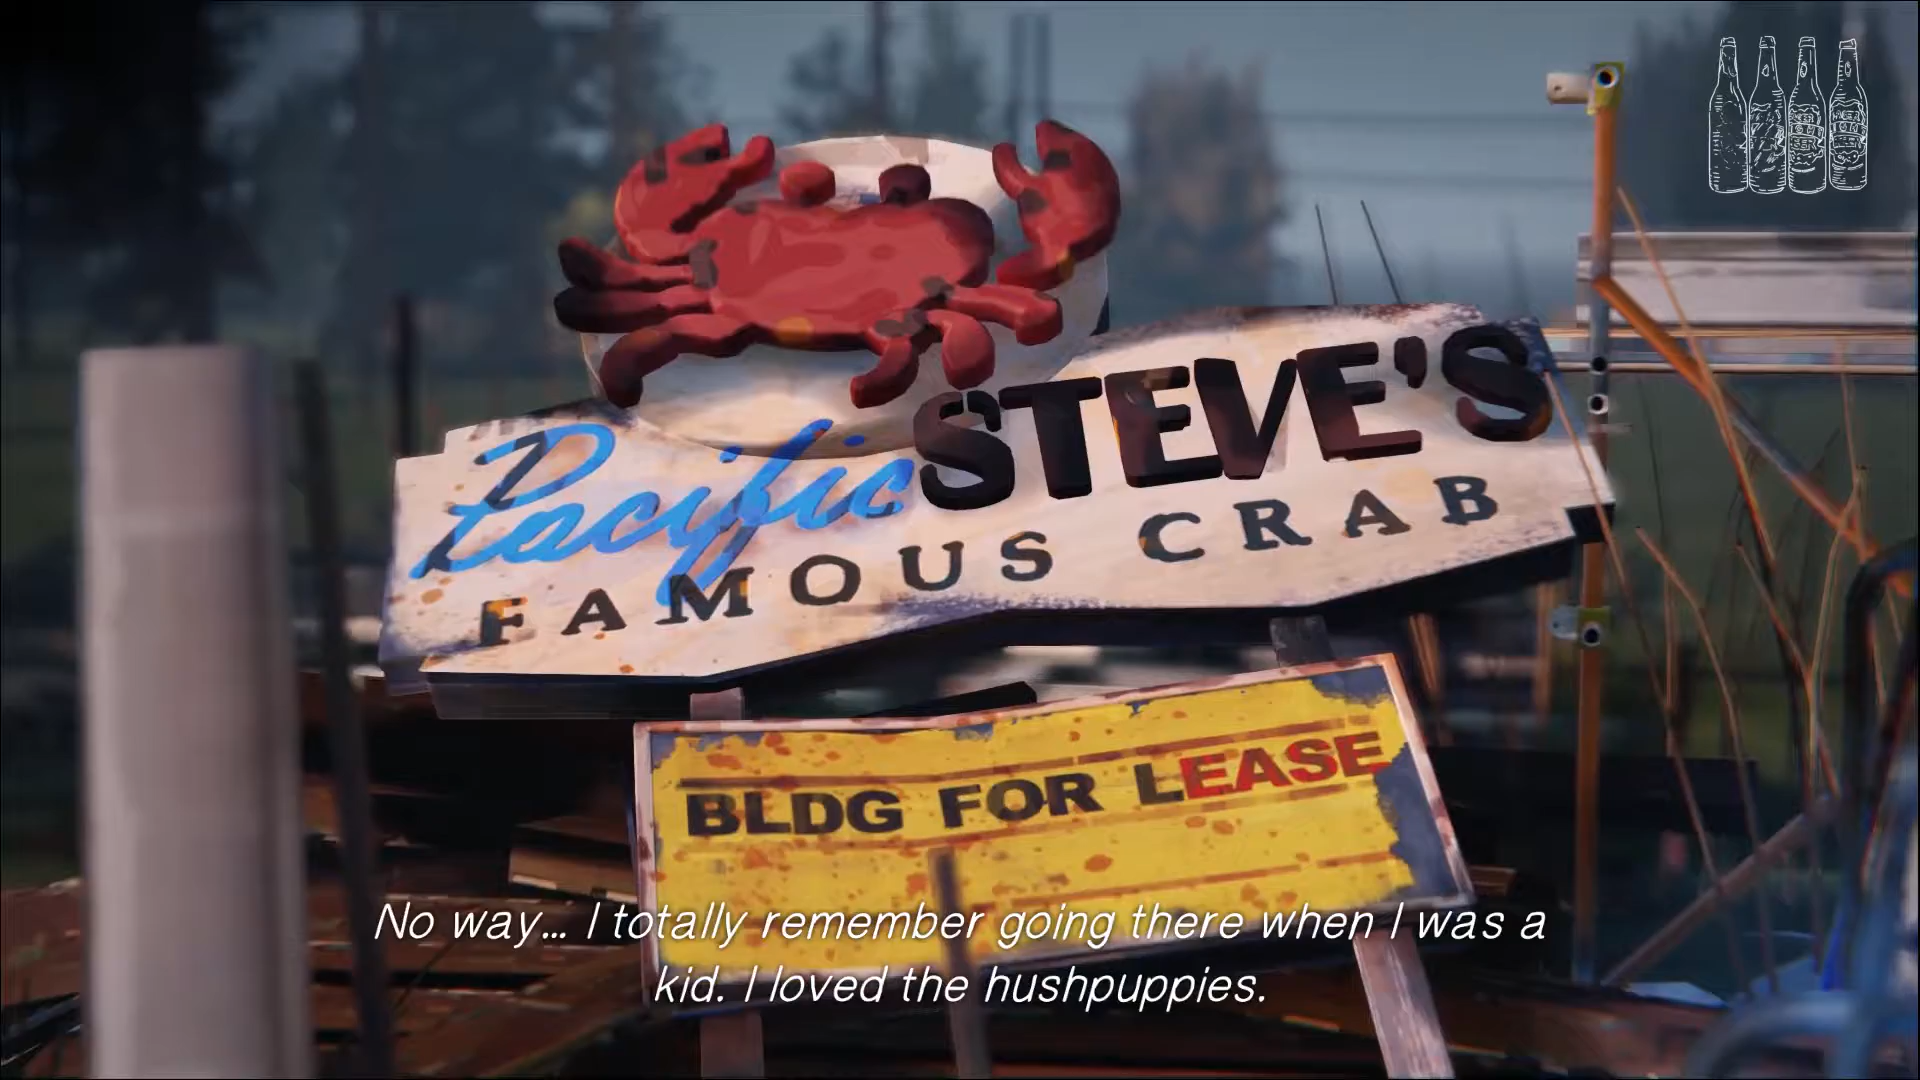 Pacific STEVE'S
FAMOUS CRAB
BLDG FOR LEASE
No way... I totally remember going there when I was a
kid. I loved the hushpuppies.